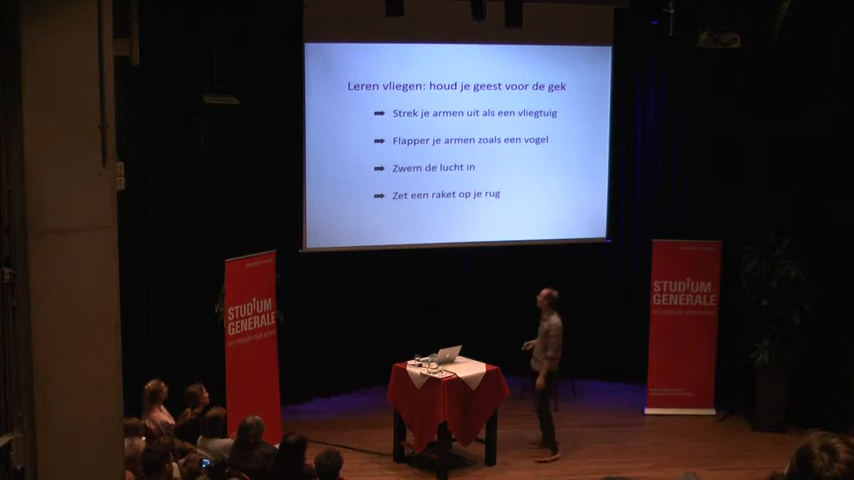 Leren vliegen: houd je geest voor de gek
Strek je armen uit als een vliegtuig
Flapper je armen zoals een vogel
Zwem de lucht in
Zet een raket op je rug
STUDIUM
GENERALE
STUDIUM
GENERALE